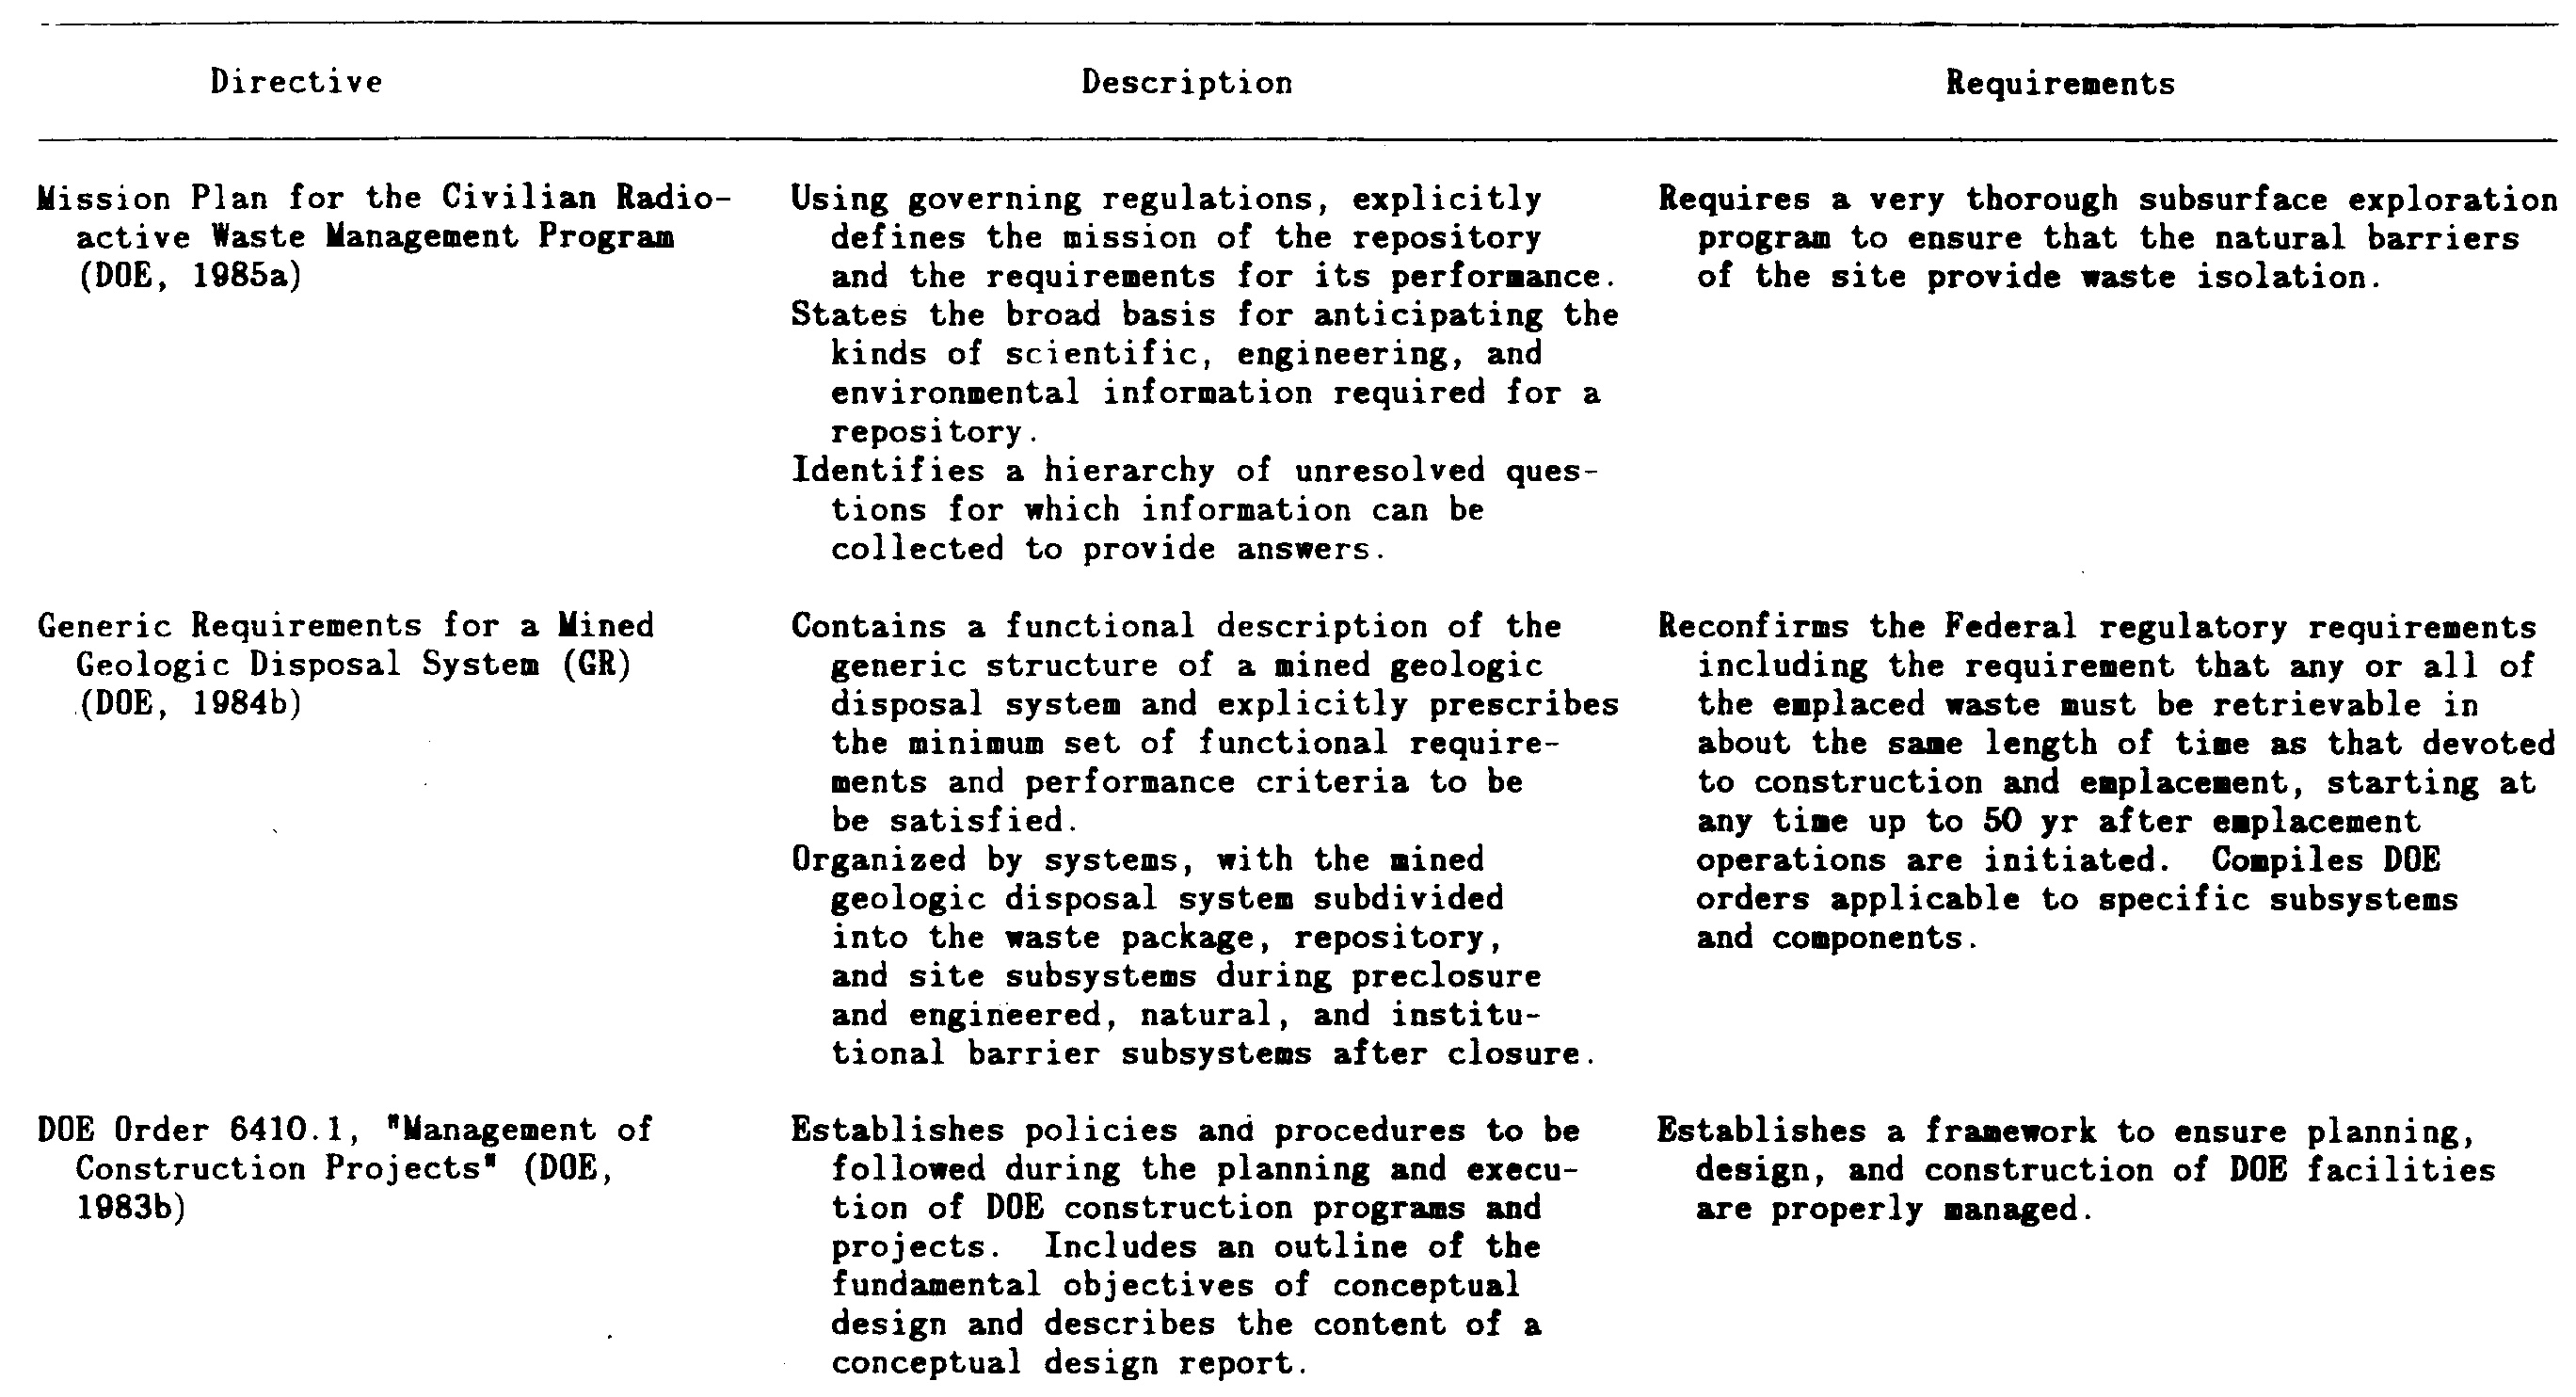 Directive
Description
Requirements
Mission Plan for the Civilian Radio-
active Waste Management Program
(DOE, 1985a)
Using governing regulations, explicitly
defines the mission of the repository
and the requirements for its performance.
States the broad basis for anticipating the
kinds of scientific, engineering, and
environmental information required for a
repository.
Identifies a hierarchy of unresolved ques-
tions for which information can be
collected to provide answers.
Requires a very thorough subsurface exploration
program to ensure that the natural barriers
of the site provide waste isolation.
Generic Requirements for a Mined
Geologic Disposal System (GR)
(DOE, 1984b)
Contains a functional description of the
generic structure of a mined geologic
disposal system and explicitly prescribes
the minimum set of functional require-
ments and performance criteria to be
be satisfied.
Organized by systems, with the mined
geologic disposal system subdivided
into the waste package, repository,
and site subsystems during preclosure
and engineered, natural, and institu-
tional barrier subsystems after closure.
Reconfirms the Federal regulatory requirements
including the requirement that any or all of
the emplaced waste must be retrievable in
about the same length of time as that devoted
to construction and emplacement, starting at
any time up to 50 yr after emplacement
operations are initiated. Compiles DOE
orders applicable to specific subsystems
and components.
DOE Order 6410.1, "Management of
Construction Projects" (DOE,
1983b)
Establishes policies and procedures to be
followed during the planning and execu-
tion of DOE construction programs and
projects. Includes an outline of the
fundamental objectives of conceptual
design and describes the content of a
conceptual design report.
Establishes a framework to ensure planning,
design, and construction of DOE facilities
are properly managed.